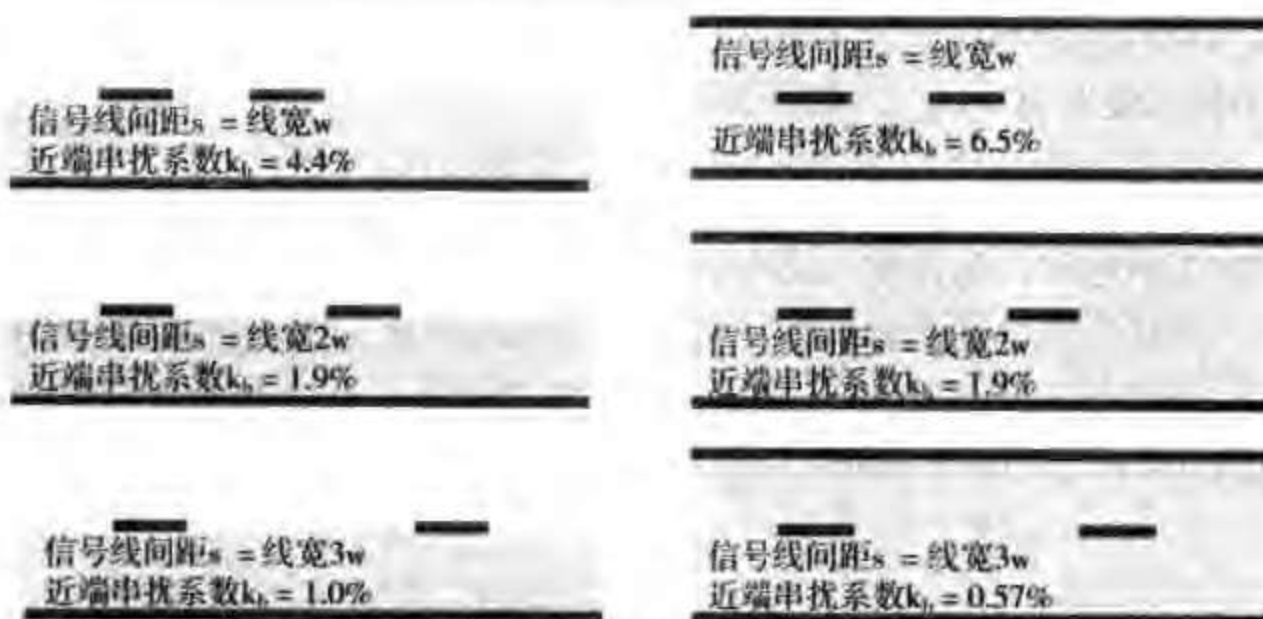 信号线间距s = 线宽w
近端串扰系数kb = 4.4%
信号线间距s = 线宽w
近端串扰系数kb = 6.5%
信号线间距s = 线宽2w
近端串扰系数kb = 1.9%
信号线间距s = 线宽2w
近端串扰系数kb = 1.9%
信号线间距s = 线宽3w
近端串扰系数kb = 1.0%
信号线间距s = 线宽3w
近端串扰系数kb = 0.57%